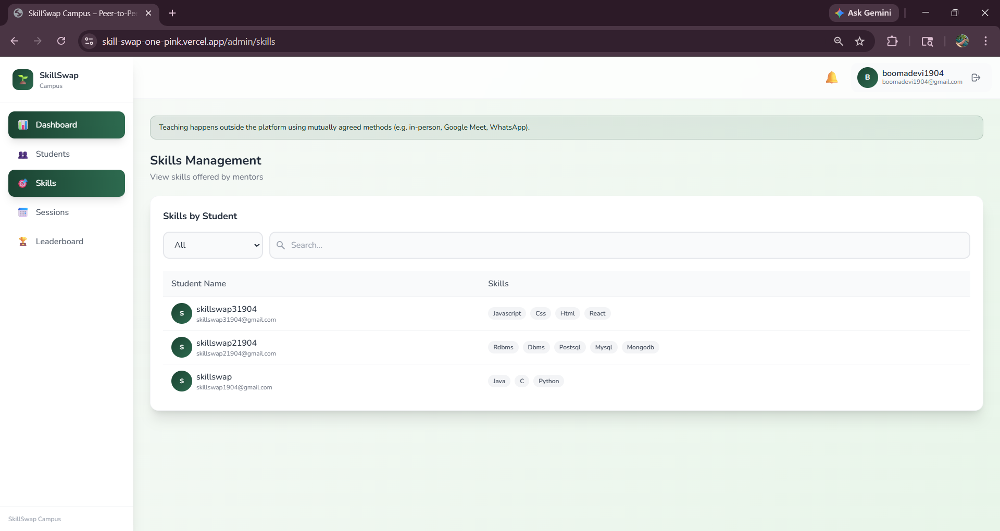 SkillSwap Campus – Peer-to-Pe
Ask Gemini
skill-swap-one-pink.vercel.app/admin/skills
SkillSwap
Campus
boomadevi1904
boomadevi1904@gmail.com
B
Dashboard
Students
Skills
Sessions
Leaderboard
SkillSwap Campus
Teaching happens outside the platform using mutually agreed methods (e.g. in-person, Google Meet, WhatsApp).
Skills Management
View skills offered by mentors
Skills by Student
All
Search...
Student Name Skills
S skillswap31904 Javascript Css Html React
skillswap31904@gmail.com
S skillswap21904 Rdbms Dbms Postsql Mysql Mongodb
skillswap21904@gmail.com
S skillswap Java C Python
skillswap1904@gmail.com